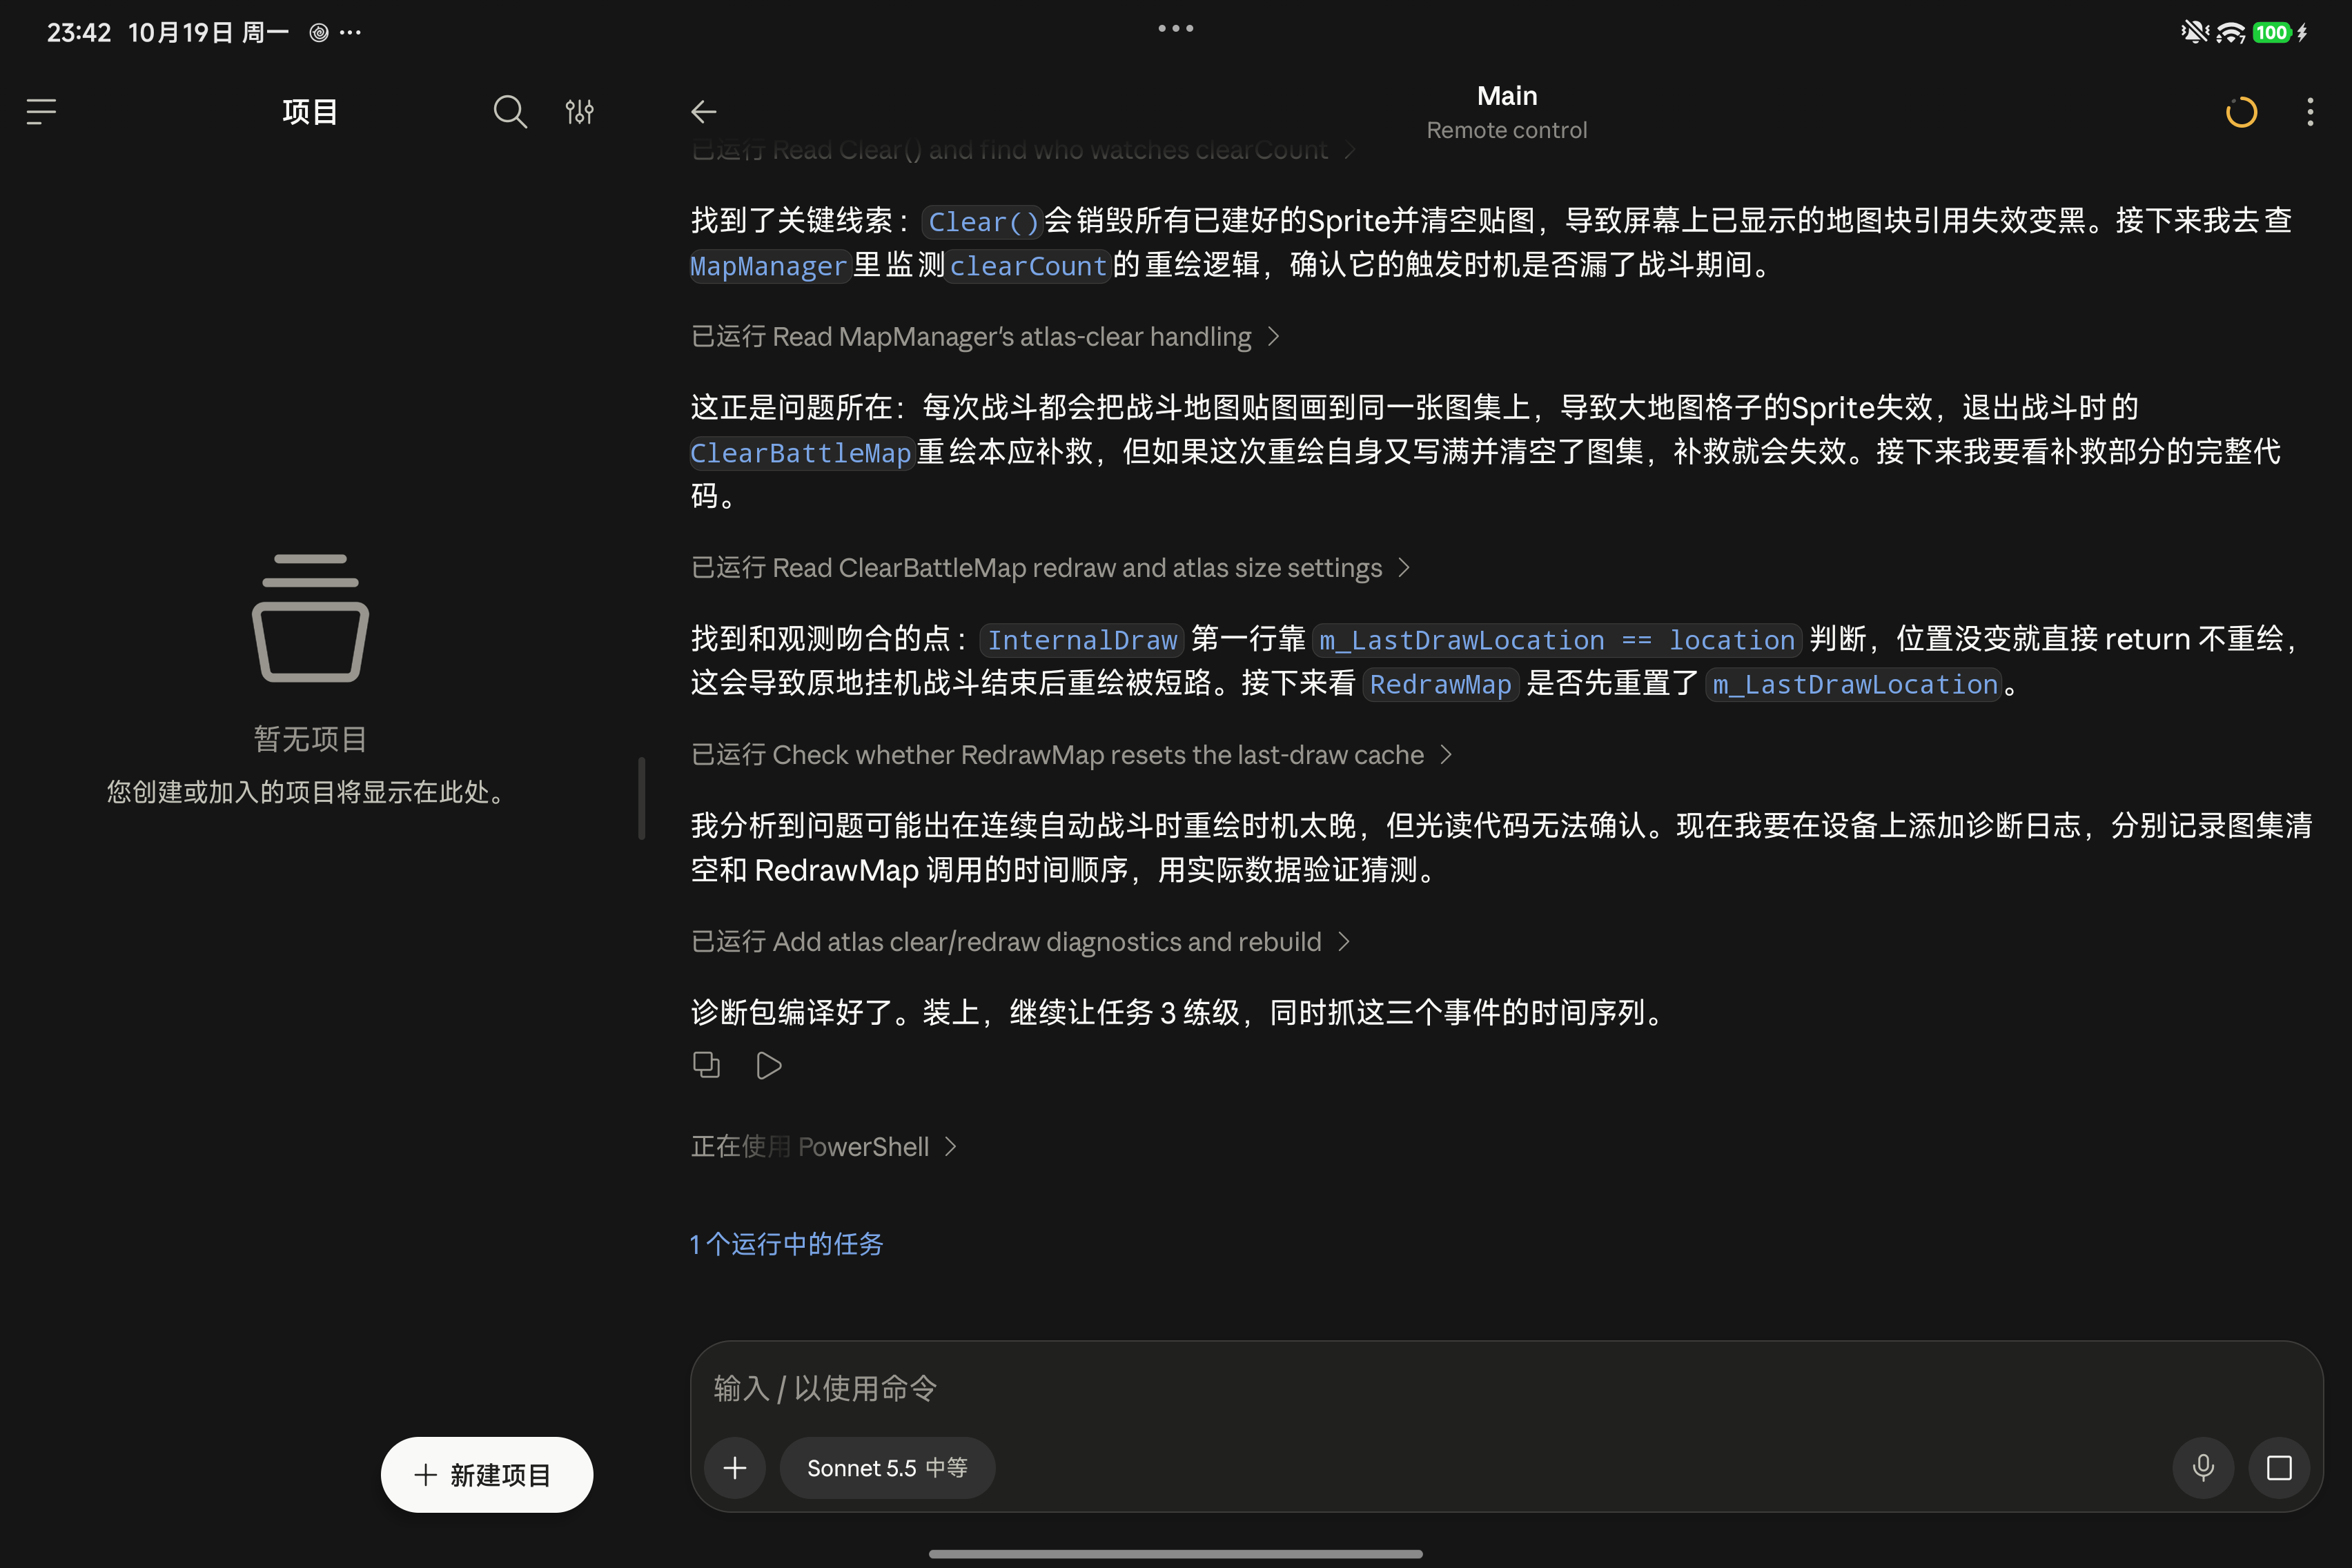 23:42 10月19日 周一
100
项目
Main
Remote control
已运行 Read Clear() and find who watches clearCount
找到了关键线索：Clear()会销毁所有已建好的Sprite并清空贴图，导致屏幕上已显示的地图块引用失效变黑。接下来我去查
MapManager里监测clearCount的重绘逻辑，确认它的触发时机是否漏了战斗期间。
已运行 Read MapManager's atlas-clear handling
这正是问题所在：每次战斗都会把战斗地图贴图画到同一张图集上，导致大地图格子的Sprite失效，退出战斗时的
ClearBattleMap重绘本应补救，但如果这次重绘自身又写满并清空了图集，补救就会失效。接下来我要看补救部分的完整代
码。
已运行 Read ClearBattleMap redraw and atlas size settings
找到和观测吻合的点：InternalDraw 第一行靠 m_LastDrawLocation == location 判断，位置没变就直接 return 不重绘，
这会导致原地挂机战斗结束后重绘被短路。接下来看 RedrawMap 是否先重置了 m_LastDrawLocation。
已运行 Check whether RedrawMap resets the last-draw cache
我分析到问题可能出在连续自动战斗时重绘时机太晚，但光读代码无法确认。现在我要在设备上添加诊断日志，分别记录图集清
空和 RedrawMap 调用的时间顺序，用实际数据验证猜测。
已运行 Add atlas clear/redraw diagnostics and rebuild
诊断包编译好了。装上，继续让任务 3 练级，同时抓这三个事件的时间序列。
正在使用 PowerShell
1 个运行中的任务
暂无项目
您创建或加入的项目将显示在此处。
新建项目
输入 / 以使用命令
Sonnet 5.5 中等